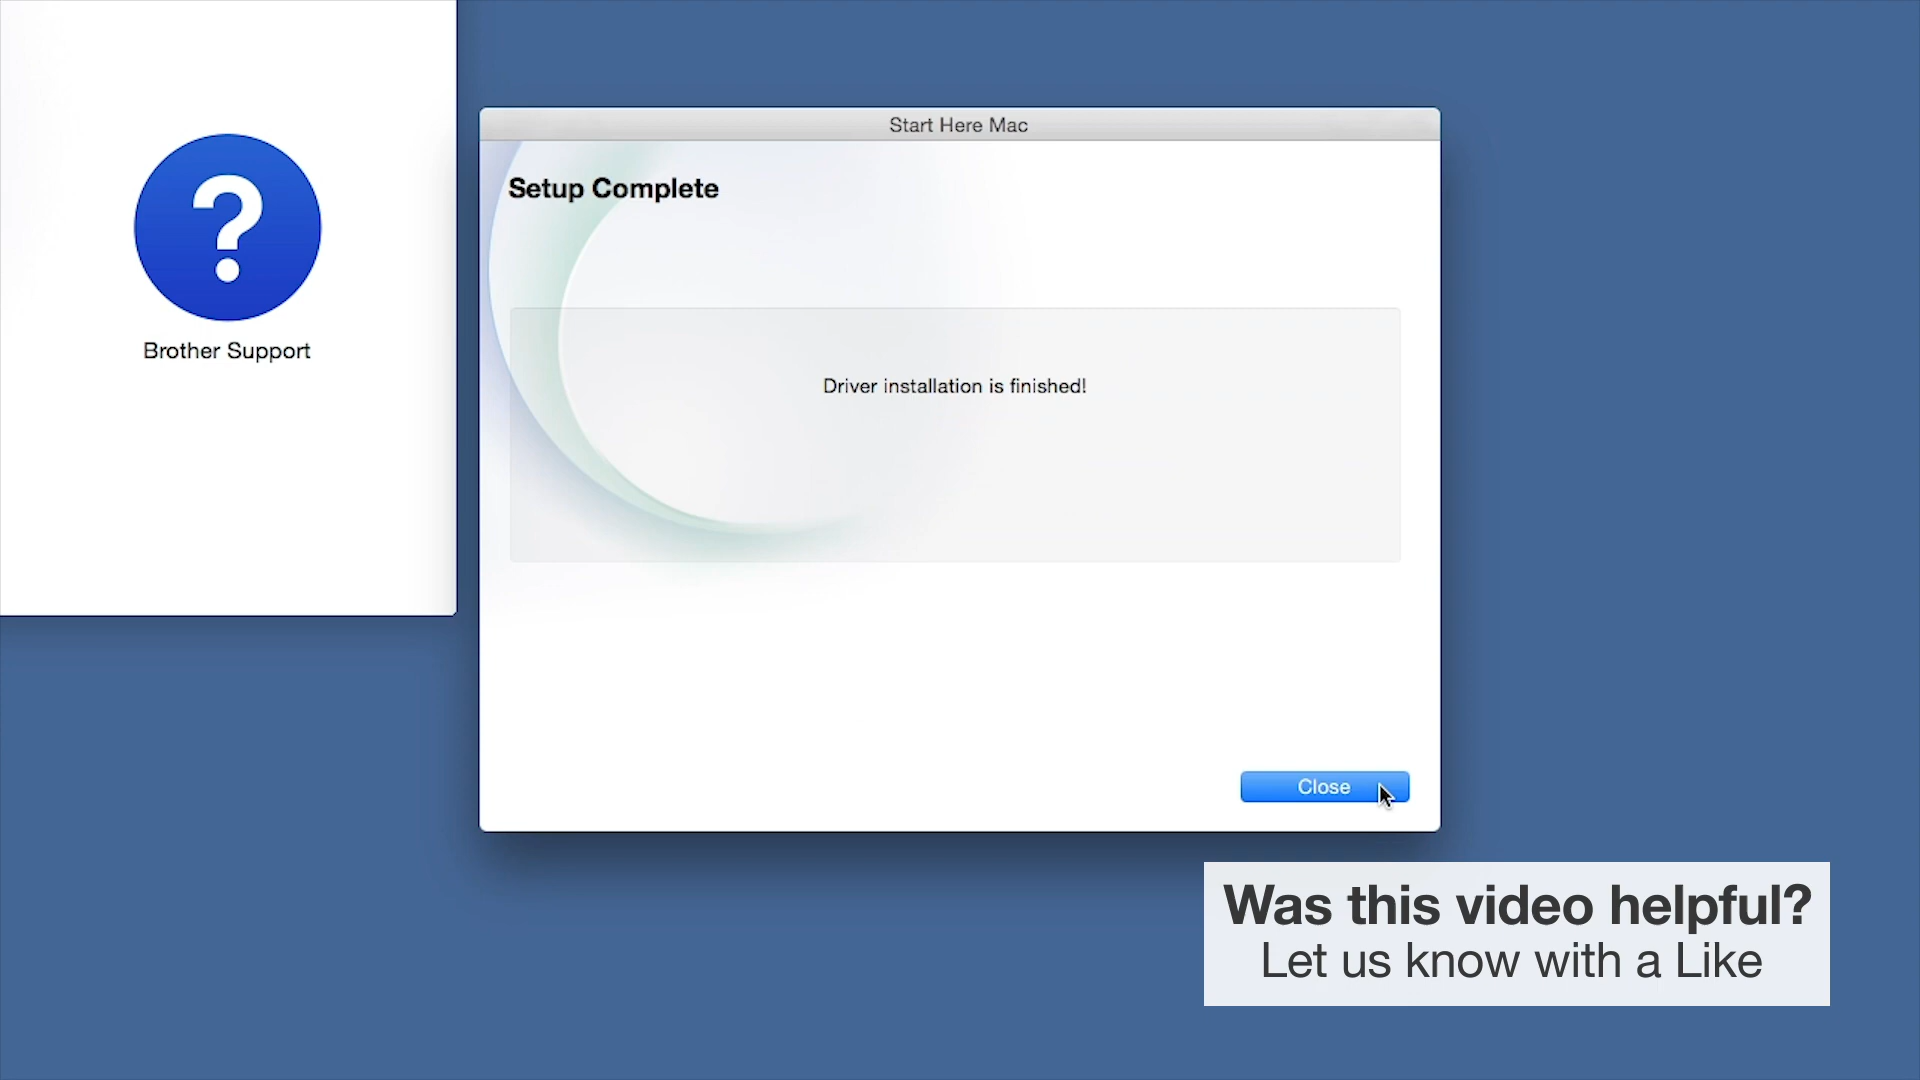 Start Here Mac
Setup Complete
Brother Support
Driver installation is finished!
Close
Was this video helpful?
Let us know with a Like